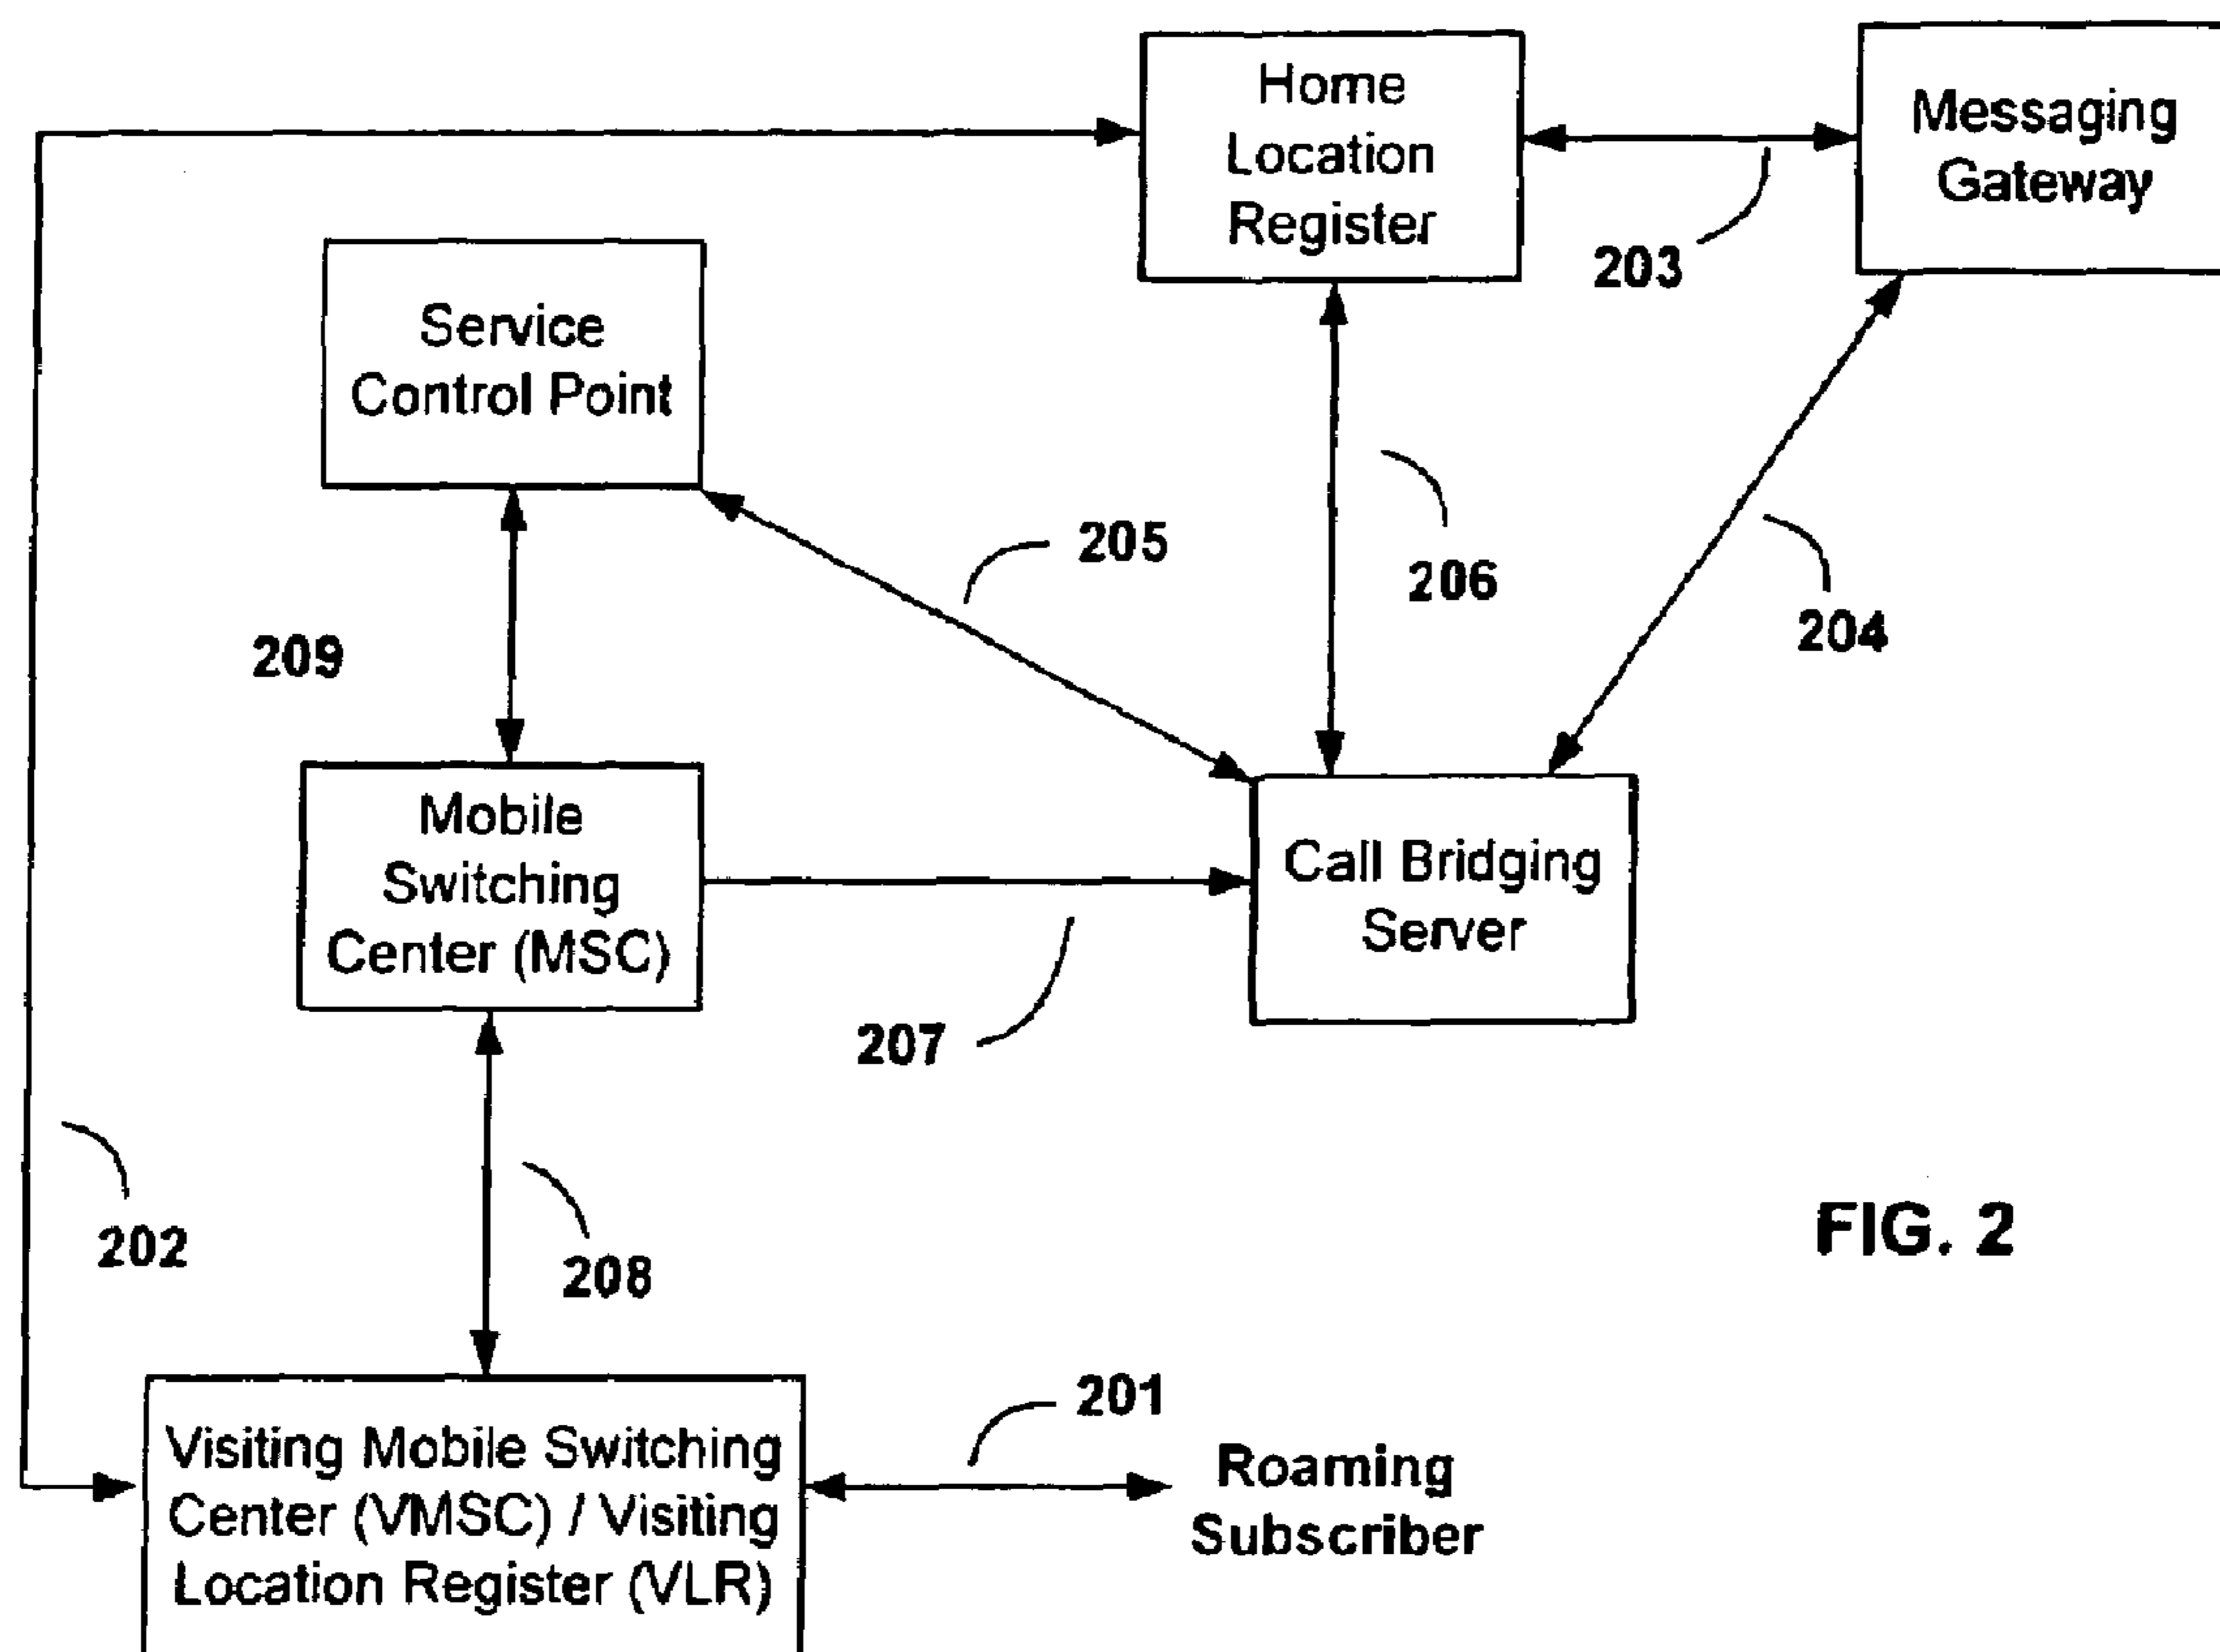 Home
Location
Register
Messaging
Gateway
203
Service
Control Point
205
206
204
209
Mobile
Switching
Center (MSC)
Call Bridging
Server
207
202
208
FIG. 2
201
Visiting Mobile Switching
Center (VMSC) / Visiting
Location Register (VLR)
Roaming
Subscriber